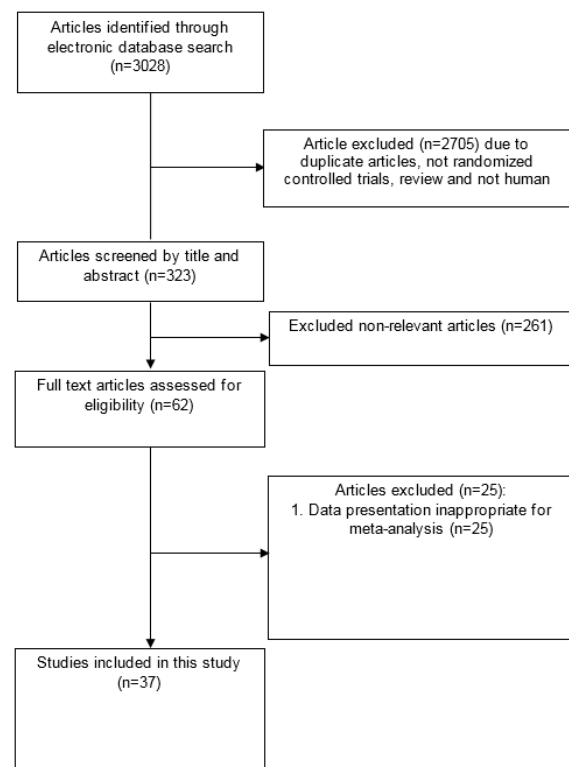 Articles identified through
electronic database search
(n=3028)
Article excluded (n=2705) due to
duplicate articles, not randomized
controlled trials, review and not human
Articles screened by title and
abstract (n=323)
Excluded non-relevant articles (n=261)
Full text articles assessed for
eligibility (n=62)
Articles excluded (n=25):
1. Data presentation inappropriate for
meta-analysis (n=25)
Studies included in this study
(n=37)